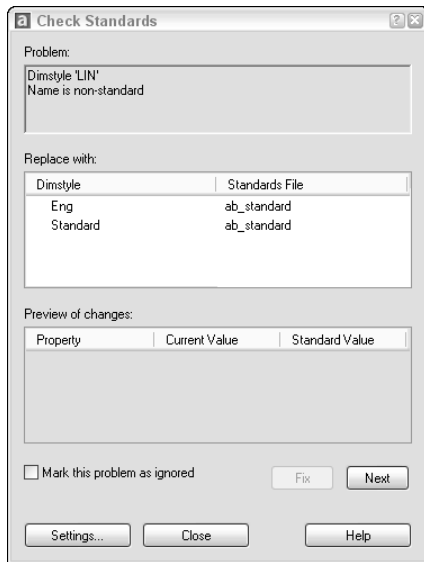 a Check Standards
Problem:
Dimstyle 'LIN'
Name is non-standard
Replace with:
Dimstyle Standards File
Eng ab_standard
Standard ab_standard
Preview of changes:
Property Current Value Standard Value
Mark this problem as ignored Fix Next
Settings... Close Help